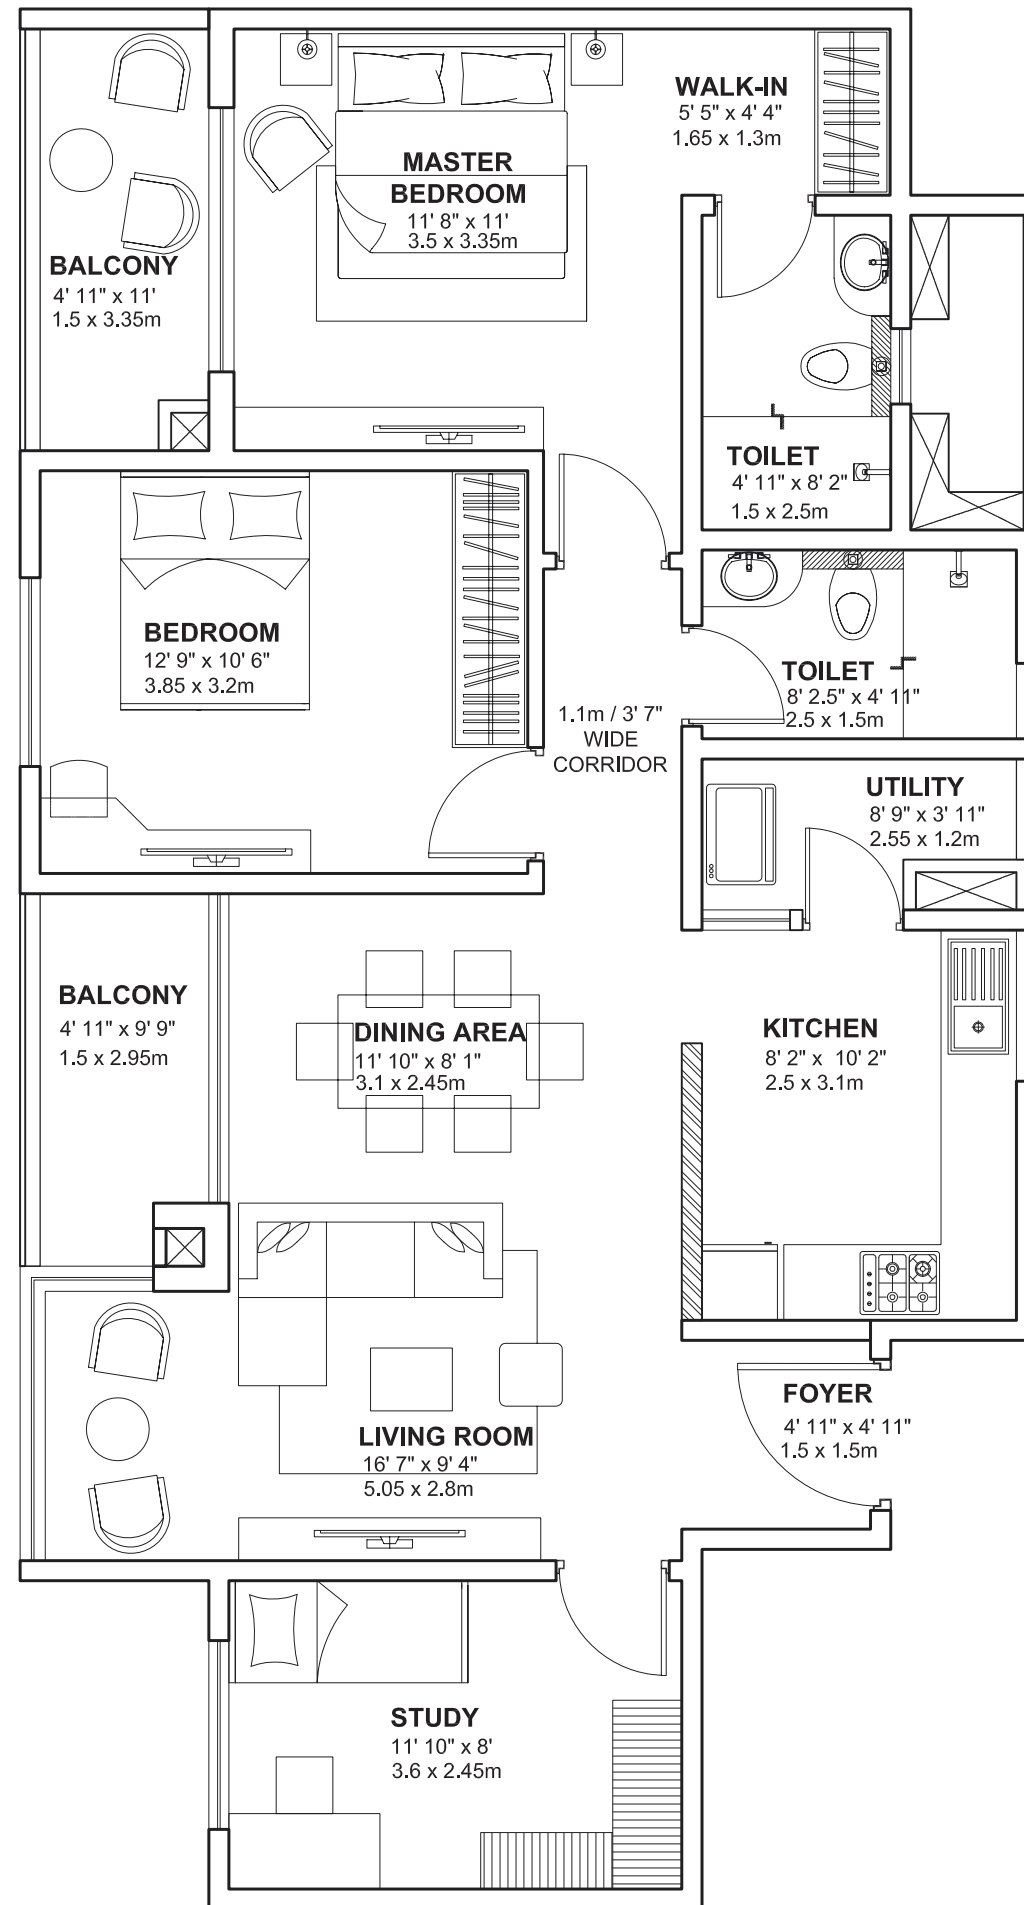 WALK-IN
5' 5" x 4' 4"
1.65 x 1.3m
MASTER
BEDROOM
11' 8" x 11'
3.5 x 3.35m
BALCONY
4' 11" x 11'
1.5 x 3.35m
TOILET
4' 11" x 8' 2"
1.5 x 2.5m
BEDROOM
12' 9" x 10' 6"
3.85 x 3.2m
TOILET
8' 2.5" x 4' 11"
2.5 x 1.5m
1.1m / 3' 7"
WIDE
CORRIDOR
UTILITY
8' 9" x 3' 11"
2.55 x 1.2m
BALCONY
4' 11" x 9' 9"
1.5 x 2.95m
DINING AREA
11' 10" x 8' 1"
3.1 x 2.45m
KITCHEN
8' 2" x 10' 2"
2.5 x 3.1m
FOYER
4' 11" x 4' 11"
1.5 x 1.5m
LIVING ROOM
16' 7" x 9' 4"
5.05 x 2.8m
STUDY
11' 10" x 8'
3.6 x 2.45m